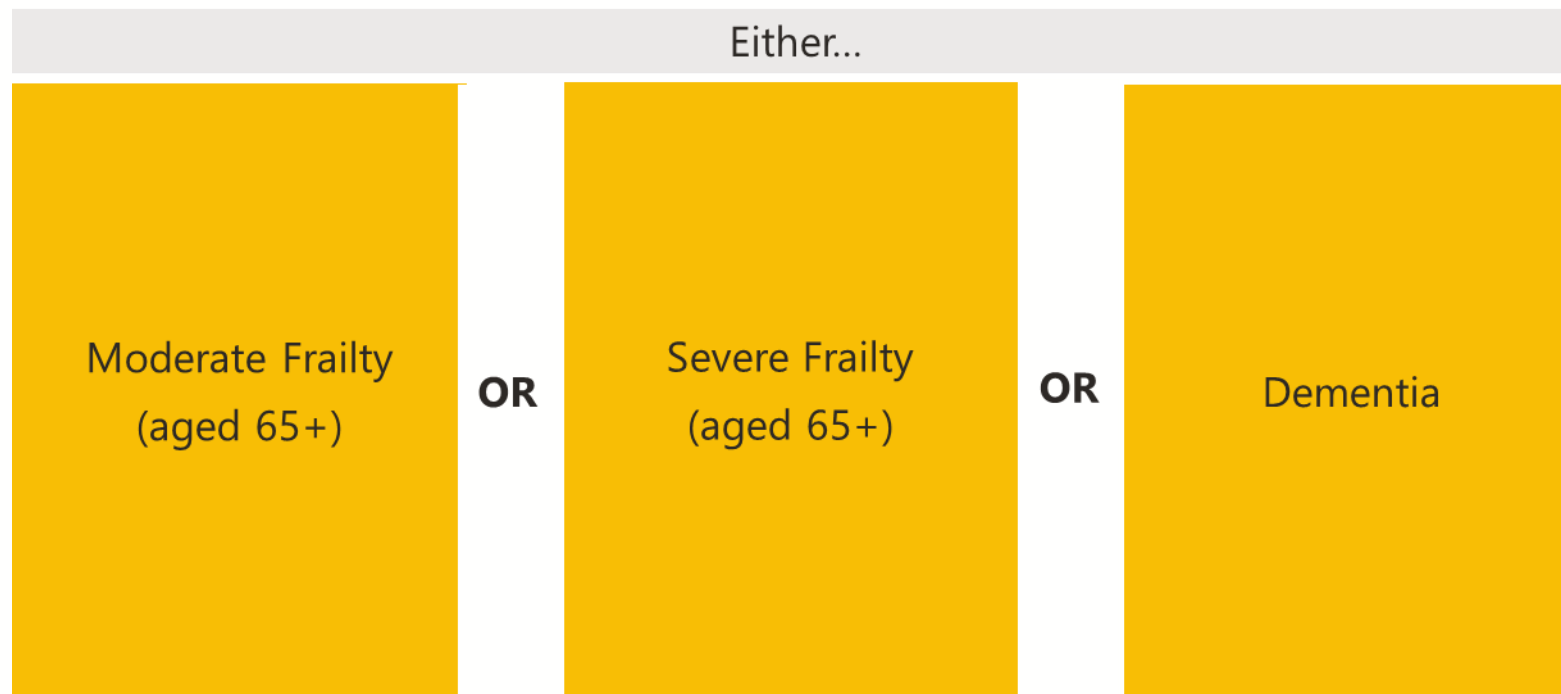 Either...
Moderate Frailty
(aged 65+)
OR
Severe Frailty
(aged 65+)
OR
Dementia